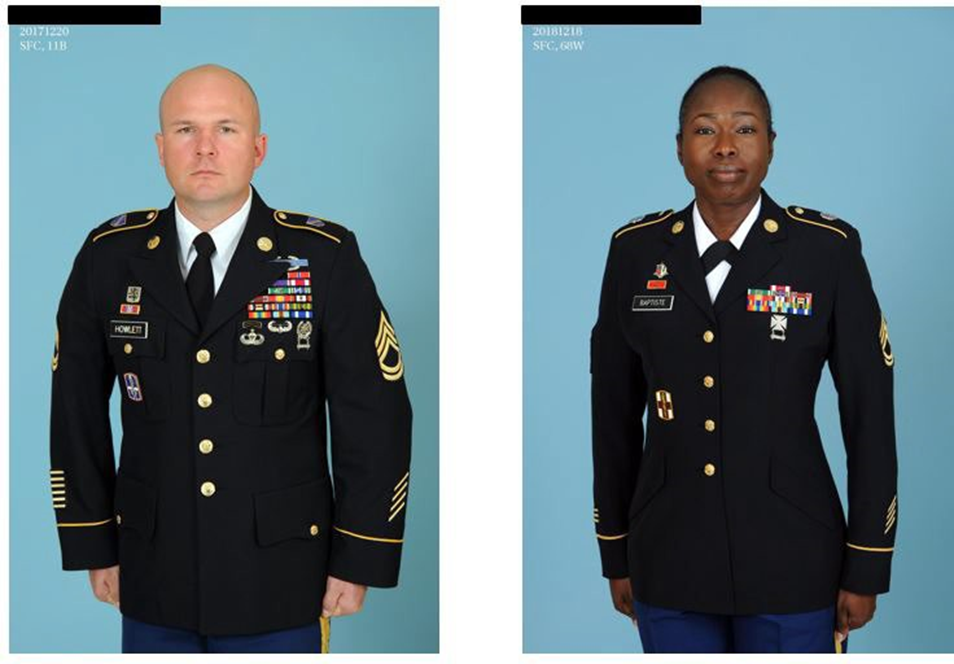 20171220
SFC, 11B
HOWLETT
20181218
SFC, 68W
BAPTISTE